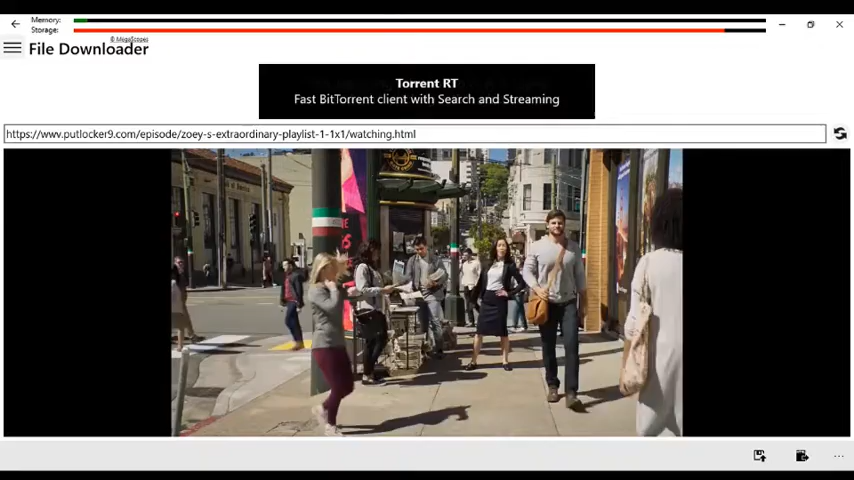 Memory:
Storage:
© MegaScopes
File Downloader
Torrent RT
Fast BitTorrent client with Search and Streaming
https://www.putlocker9.com/episode/zoey-s-extraordinary-playlist-1-1x1/watching.html